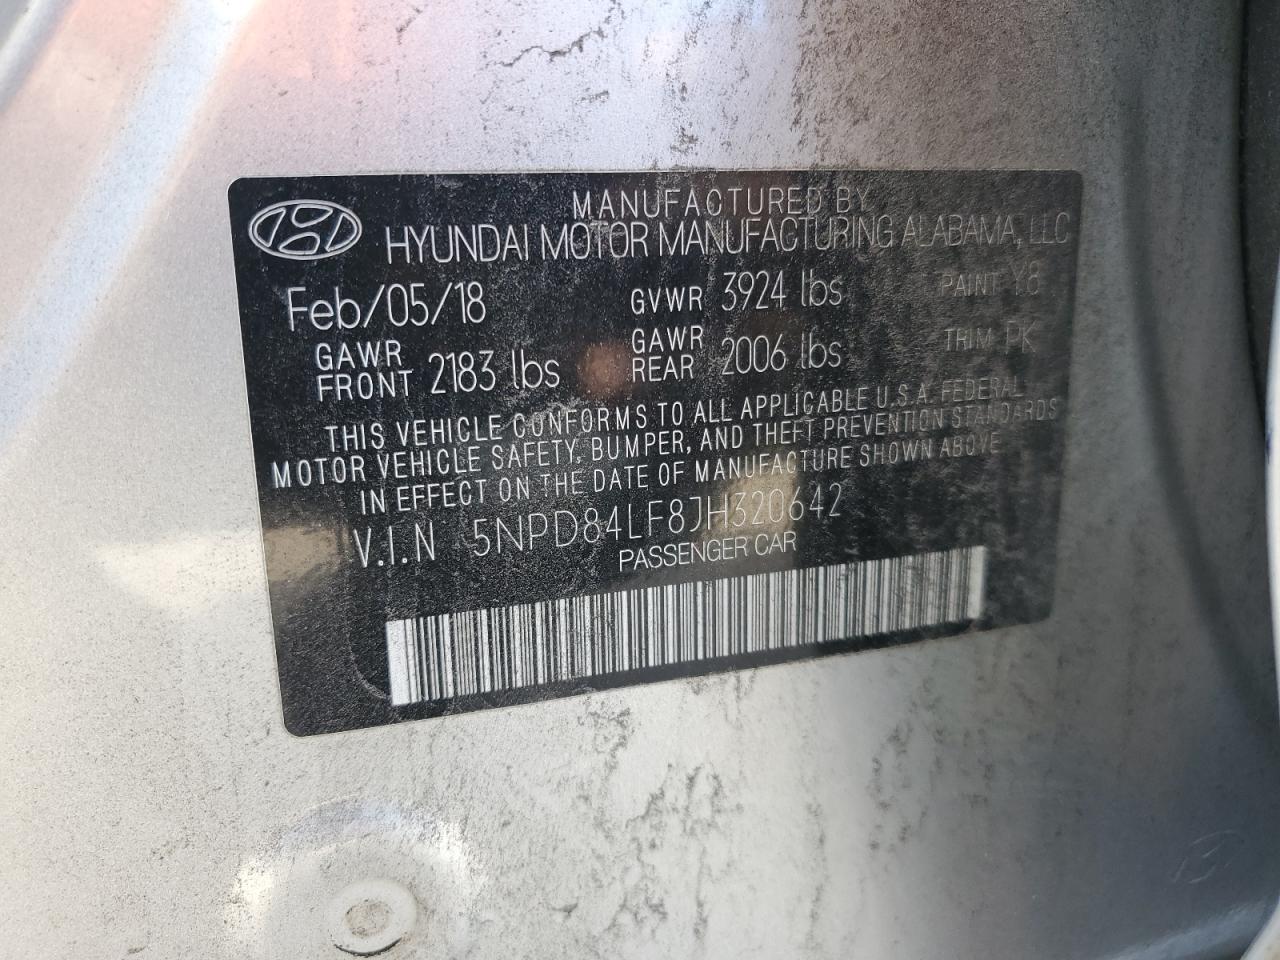 MANUFACTURED BY
HYUNDAI MOTOR MANUFACTURING ALABAMA, LLC
Feb/05/18 GVWR 3924 lbs PAINT Y8
GAWR FRONT 2183 lbs GAWR REAR 2006 lbs TRIM PK
THIS VEHICLE CONFORMS TO ALL APPLICABLE U.S.A. FEDERAL
MOTOR VEHICLE SAFETY, BUMPER, AND THEFT PREVENTION STANDARDS
IN EFFECT ON THE DATE OF MANUFACTURE SHOWN ABOVE
V.I.N 5NPD84LF8JH320642
PASSENGER CAR